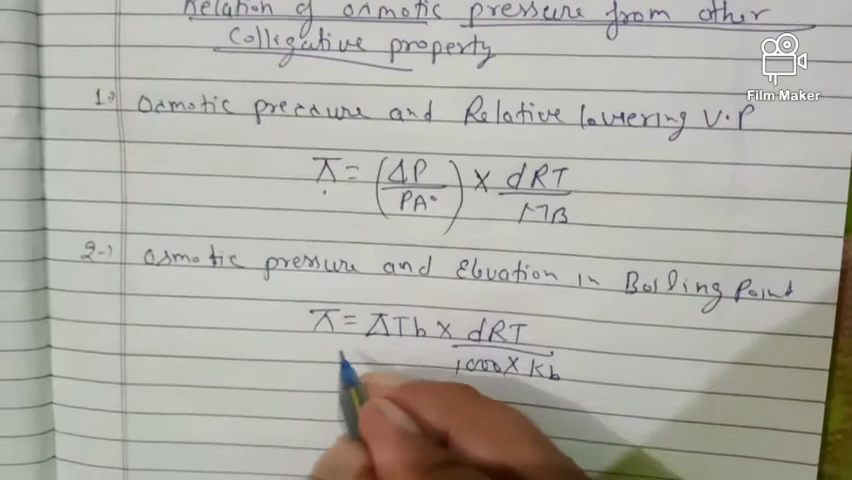 Relation of osmotic pressure from other
Colligative property
Film Maker
1.) Osmotic pressure and Relative lowering V.P
π = (ΔP / PA°) × dRT / MB
2.) Osmotic pressure and Elevation in Boiling Point
π = ΔTb × dRT / 1000 × Kb